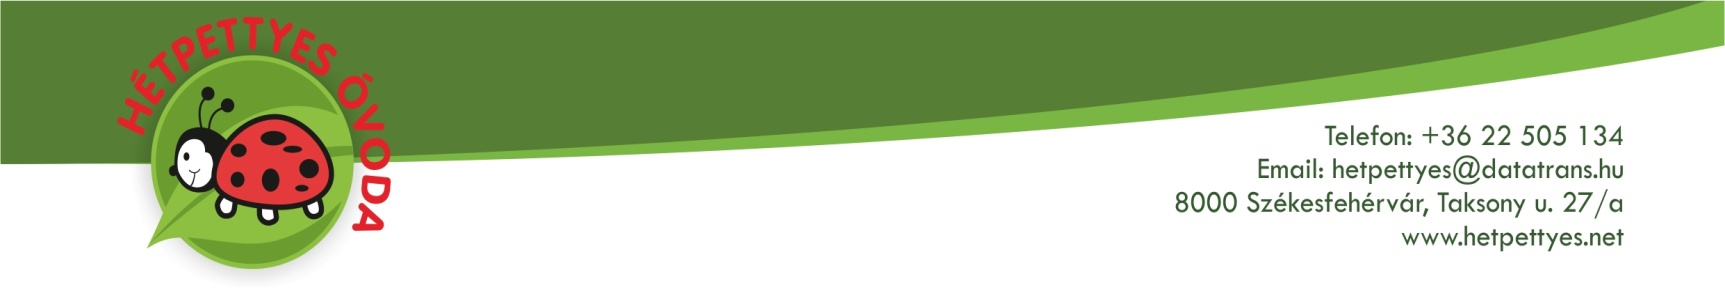 HÉTPETTYES ÓVODA
Telefon: +36 22 505 134
Email: hetpettyes@datatrans.hu
8000 Székesfehérvár, Taksony u. 27/a
www.hetpettyes.net